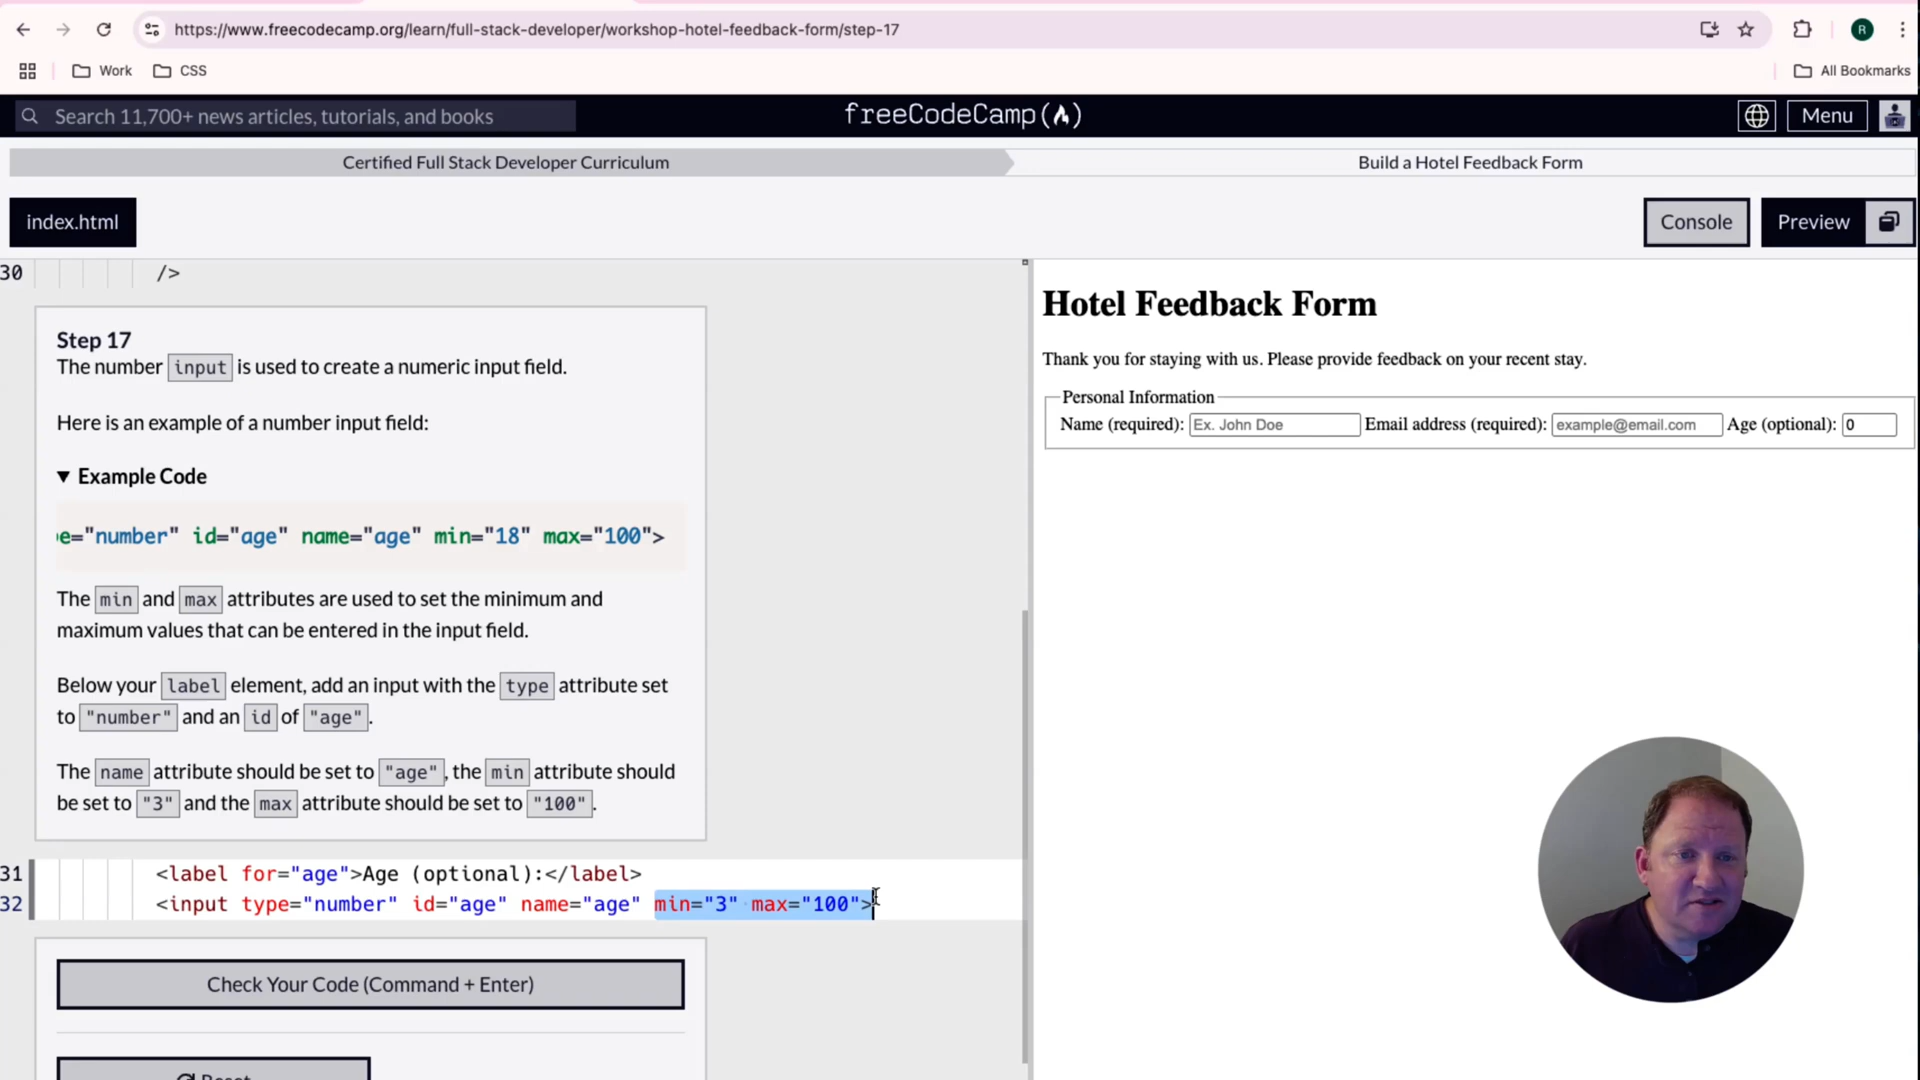 https://www.freecodecamp.org/learn/full-stack-developer/workshop-hotel-feedback-form/step-17
R
Work
CSS
All Bookmarks
Search 11,700+ news articles, tutorials, and books
freeCodeCamp
Menu
Certified Full Stack Developer Curriculum
Build a Hotel Feedback Form
index.html
Console
Preview
30 />
Step 17
The number input is used to create a numeric input field.
Here is an example of a number input field:
Example Code
e="number" id="age" name="age" min="18" max="100">
The min and max attributes are used to set the minimum and
maximum values that can be entered in the input field.
Below your label element, add an input with the type attribute set
to "number" and an id of "age".
The name attribute should be set to "age", the min attribute should
be set to "3" and the max attribute should be set to "100".
31 <label for="age">Age (optional):</label>
32 <input type="number" id="age" name="age" min="3" max="100">
Check Your Code (Command + Enter)
Reset
Hotel Feedback Form
Thank you for staying with us. Please provide feedback on your recent stay.
Personal Information
Name (required): Ex. John Doe Email address (required): example@email.com Age (optional): 0